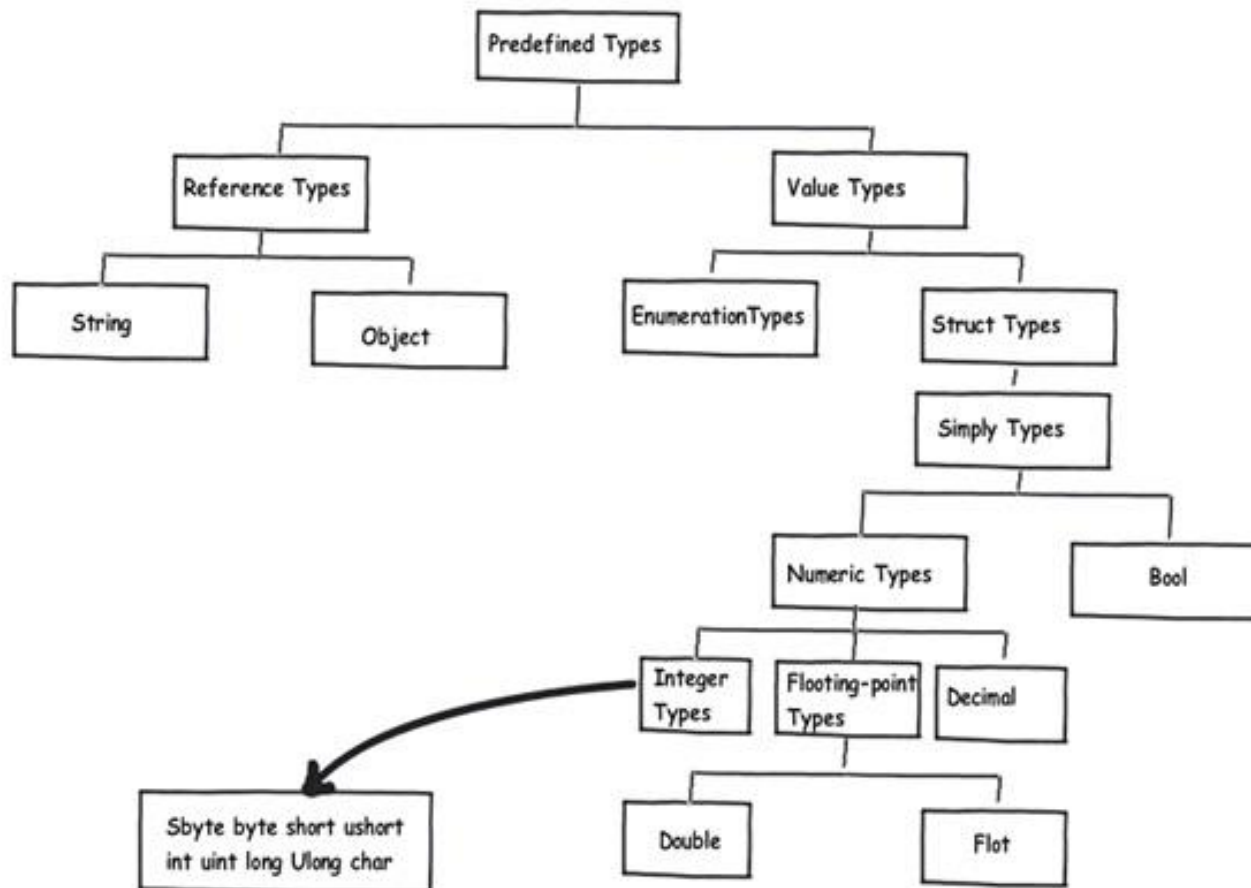 Predefined Types
Reference Types
Value Types
String
Object
EnumerationTypes
Struct Types
Simply Types
Numeric Types
Bool
Integer
Types
Flooting-point
Types
Decimal
Sbyte byte short ushort
int uint long Ulong char
Double
Flot